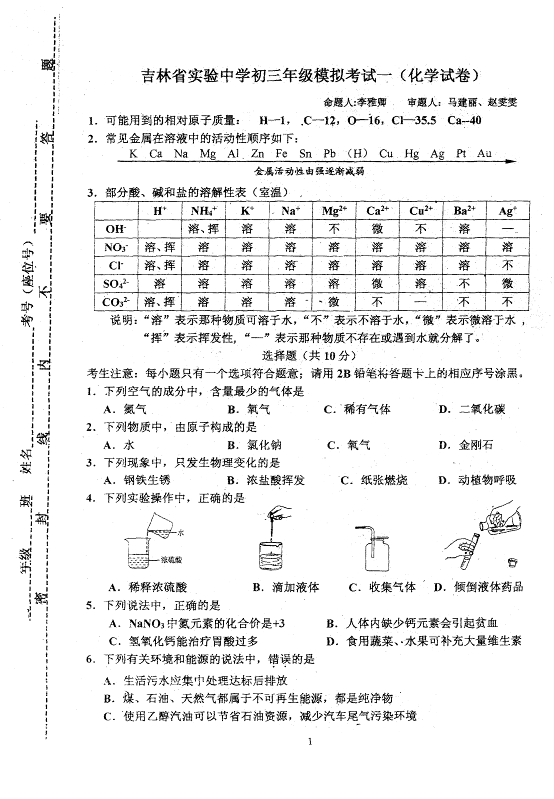 吉林省实验中学初三年级模拟考试一（化学试卷）
命题人:李雅卿 审题人：马建丽、赵雯雯
1．可能用到的相对原子质量： H—1， C—12，O—16，Cl—35.5 Ca—40
2．常见金属在溶液中的活动性顺序如下：
K Ca Na Mg Al Zn Fe Sn Pb (H) Cu Hg Ag Pt Au
金属活动性由强逐渐减弱
3．部分酸、碱和盐的溶解性表（室温）
H⁺ NH₄⁺ K⁺ Na⁺ Mg²⁺ Ca²⁺ Cu²⁺ Ba²⁺ Ag⁺
OH⁻ 溶、挥 溶 溶 不 微 不 溶 —
NO₃⁻ 溶、挥 溶 溶 溶 溶 溶 溶 溶 溶
Cl⁻ 溶、挥 溶 溶 溶 溶 溶 溶 溶 不
SO₄²⁻ 溶 溶 溶 溶 溶 微 溶 不 微
CO₃²⁻ 溶、挥 溶 溶 溶 微 不 — 不 不
说明：“溶”表示那种物质可溶于水，“不”表示不溶于水，“微”表示微溶于水，
“挥”表示挥发性，“—”表示那种物质不存在或遇到水就分解了。
选择题（共 10 分）
考生注意：每小题只有一个选项符合题意；请用 2B 铅笔将答题卡上的相应序号涂黑。
1．下列空气的成分中，含量最少的气体是
A．氮气 B．氧气 C．稀有气体 D．二氧化碳
2．下列物质中，由原子构成的是
A．水 B．氯化钠 C．氧气 D．金刚石
3．下列现象中，只发生物理变化的是
A．钢铁生锈 B．浓盐酸挥发 C．纸张燃烧 D．动植物呼吸
4．下列实验操作中，正确的是
水
浓硫酸
A．稀释浓硫酸 B．滴加液体 C．收集气体 D．倾倒液体药品
5．下列说法中，正确的是
A．NaNO₃ 中氮元素的化合价是+3 B．人体内缺少钙元素会引起贫血
C．氢氧化钙能治疗胃酸过多 D．食用蔬菜、水果可补充大量维生素
6．下列有关环境和能源的说法中，错误的是
A．生活污水应集中处理达标后排放
B．煤、石油、天然气都属于不可再生能源，都是纯净物
C．使用乙醇汽油可以节省石油资源，减少汽车尾气污染环境
1
年级 班 姓名 考号（座位号）
密 封 线 内 不 要 答 题